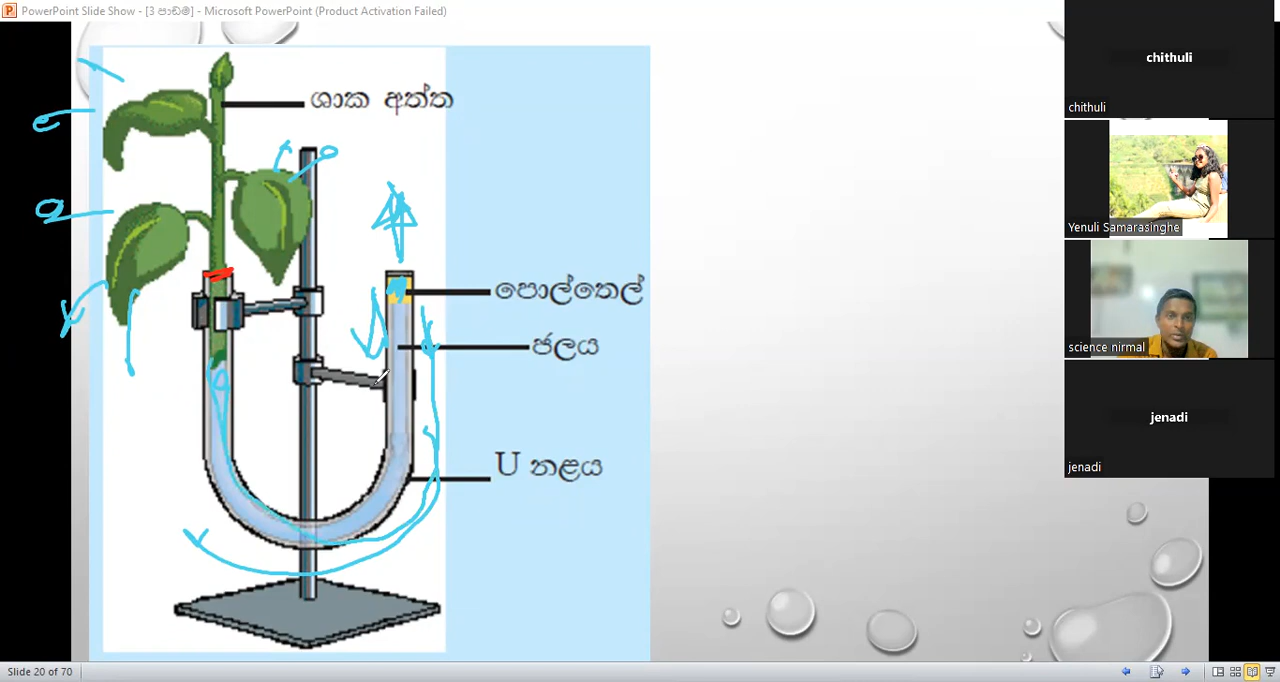 PowerPoint Slide Show - [3 පාඩම්] - Microsoft PowerPoint (Product Activation Failed)
ශාක අත්ත
පොල්තෙල්
ජලය
U නළය
chithuli
chithuli
Yenuli Samarasinghe
science nirmal
jenadi
jenadi
Slide 20 of 70